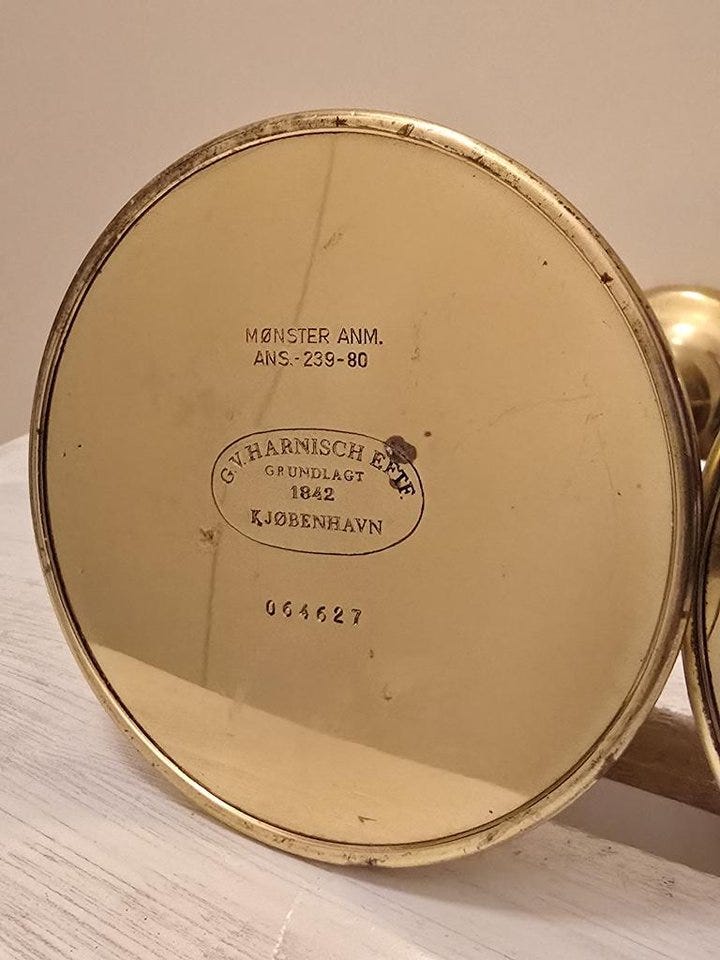 MØNSTER ANM.
ANS.-239-80
G.V. HARNISCH EFTF.
GRUNDLAGT
1842
KJØBENHAVN
064627